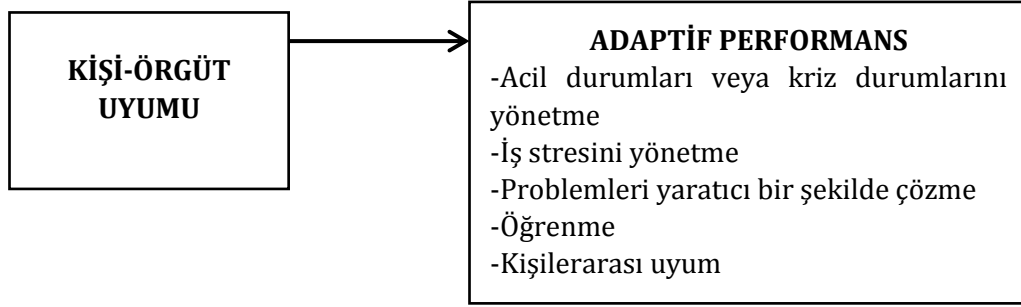 KİŞİ-ÖRGÜT
UYUMU
ADAPTİF PERFORMANS
-Acil durumları veya kriz durumlarını
yönetme
-İş stresini yönetme
-Problemleri yaratıcı bir şekilde çözme
-Öğrenme
-Kişilerarası uyum